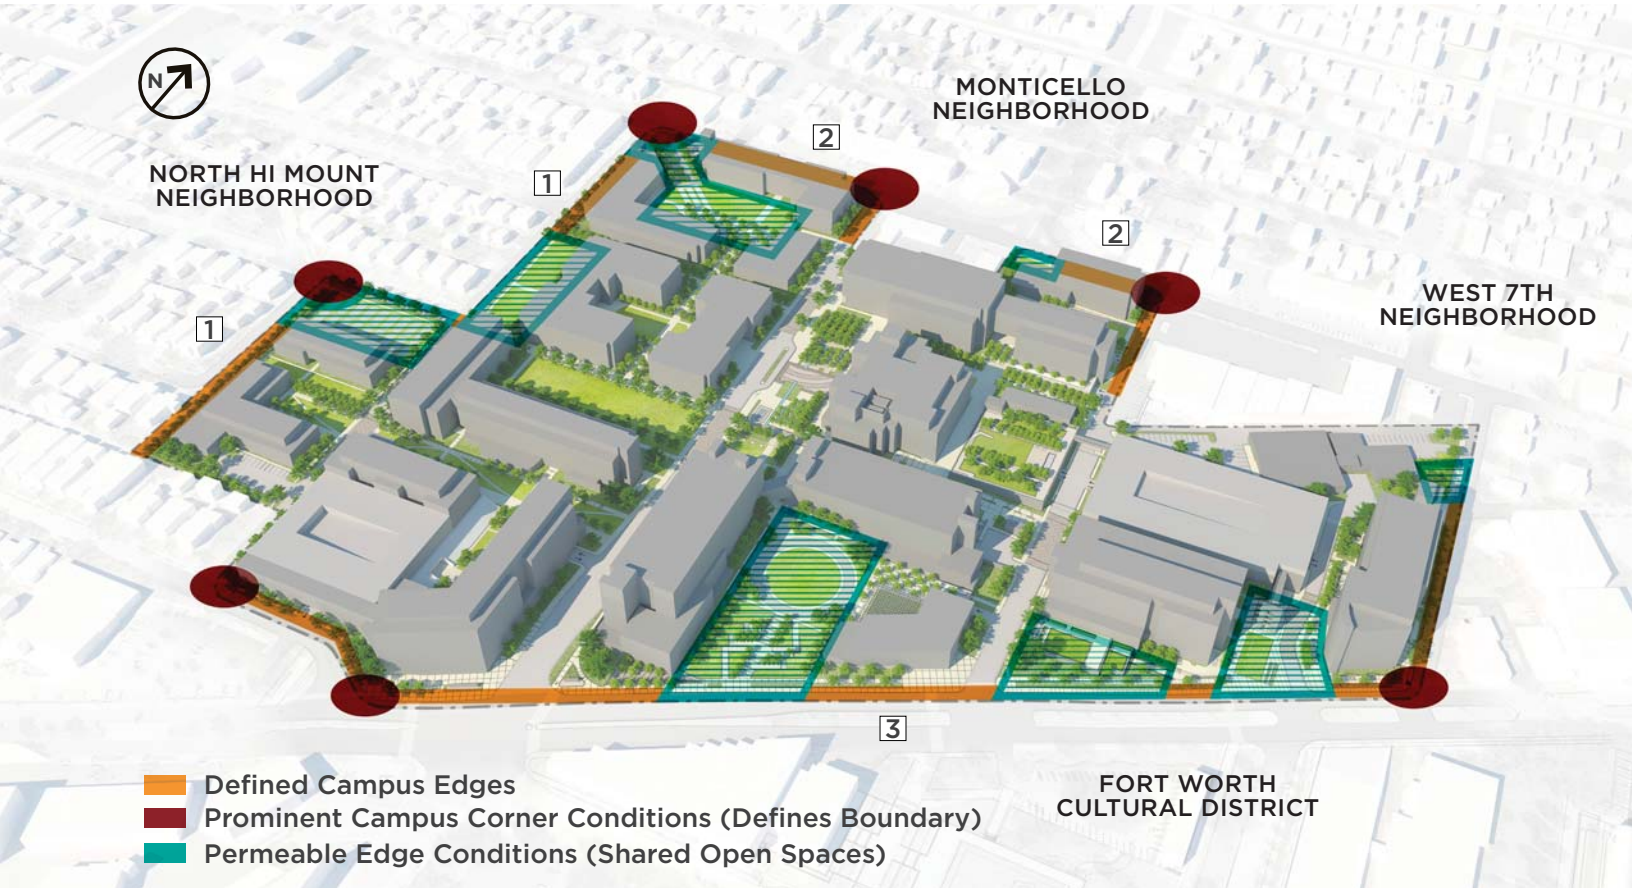 N
MONTICELLO
NEIGHBORHOOD
2
NORTH HI MOUNT
NEIGHBORHOOD
1
2
WEST 7TH
NEIGHBORHOOD
1
3
Defined Campus Edges
Prominent Campus Corner Conditions (Defines Boundary)
Permeable Edge Conditions (Shared Open Spaces)
FORT WORTH
CULTURAL DISTRICT